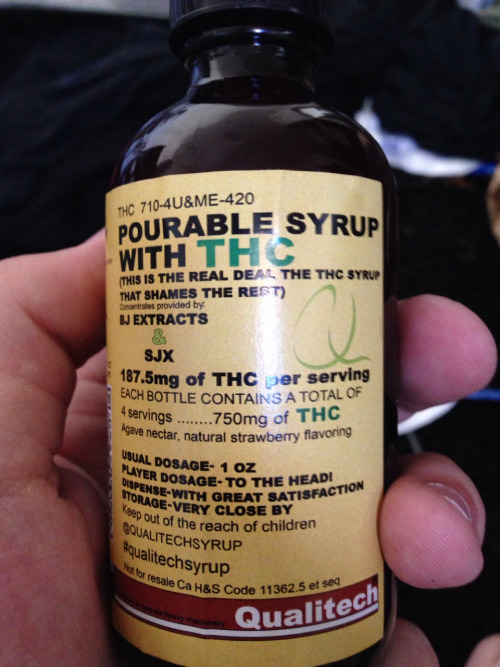 THC 710-4U&ME-420
POURABLE SYRUP
WITH THC
(THIS IS THE REAL DEAL THE THC SYRUP
THAT SHAMES THE REST)
Concentrates provided by:
BJ EXTRACTS
&
SJX
187.5mg of THC per serving
EACH BOTTLE CONTAINS A TOTAL OF
4 servings ........750mg of THC
Agave nectar, natural strawberry flavoring
USUAL DOSAGE- 1 OZ
PLAYER DOSAGE- TO THE HEAD!
DISPENSE-WITH GREAT SATISFACTION
STORAGE-VERY CLOSE BY
Keep out of the reach of children
@QUALITECHSYRUP
#qualitechsyrup
Not for resale Ca H&S Code 11362.5 et seq
heavy machinery
Qualitech